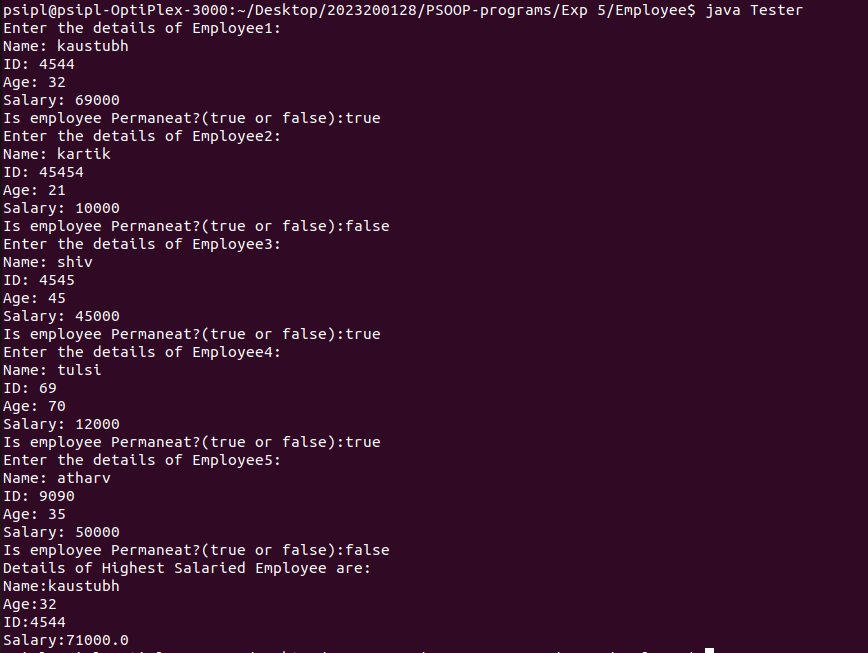 psipl@psipl-OptiPlex-3000:~/Desktop/2023200128/PSOOP-programs/Exp 5/Employee$ java Tester
Enter the details of Employee1:
Name: kaustubh
ID: 4544
Age: 32
Salary: 69000
Is employee Permaneat?(true or false):true
Enter the details of Employee2:
Name: kartik
ID: 45454
Age: 21
Salary: 10000
Is employee Permaneat?(true or false):false
Enter the details of Employee3:
Name: shiv
ID: 4545
Age: 45
Salary: 45000
Is employee Permaneat?(true or false):true
Enter the details of Employee4:
Name: tulsi
ID: 69
Age: 70
Salary: 12000
Is employee Permaneat?(true or false):true
Enter the details of Employee5:
Name: atharv
ID: 9090
Age: 35
Salary: 50000
Is employee Permaneat?(true or false):false
Details of Highest Salaried Employee are:
Name:kaustubh
Age:32
ID:4544
Salary:71000.0